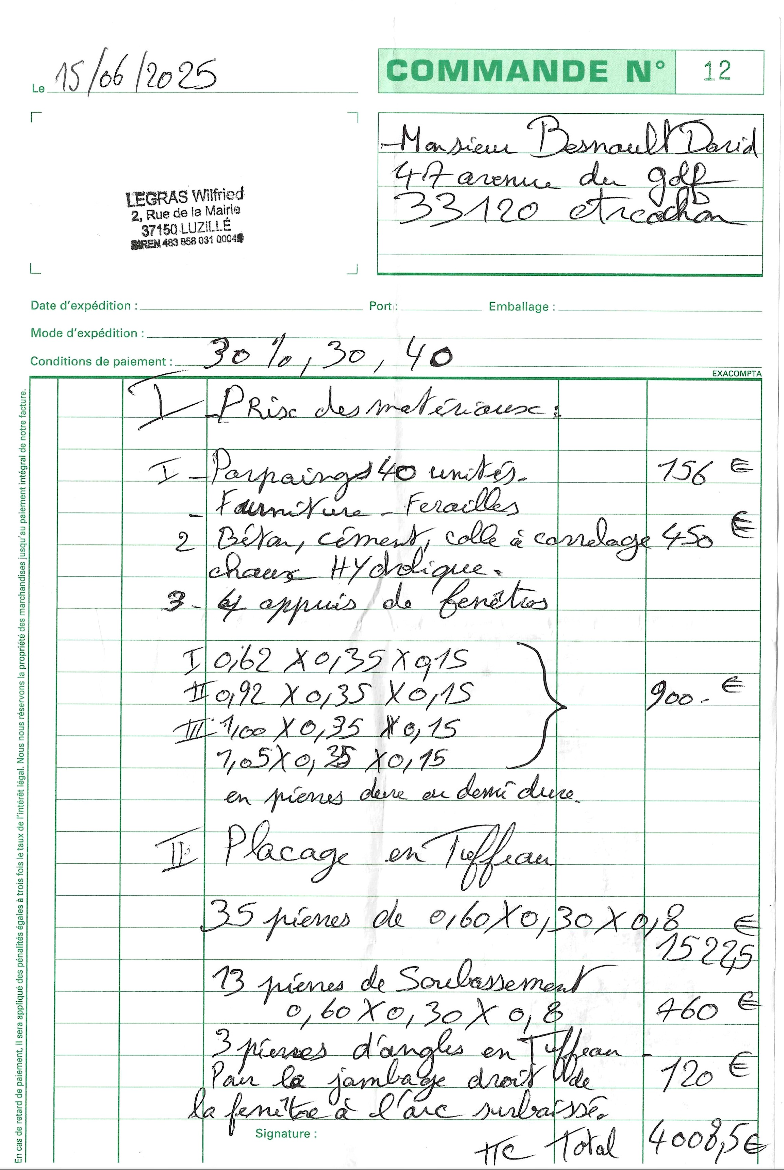 Le 15/06/2025
COMMANDE N° 12
Monsieur Besnault David
47 avenue du golf
33120 Arcachon
LEGRAS Wilfried
2, Rue de la Mairie
37150 LUZILLÉ
SIREN 483 858 031
Date d'expédition :
Port :
Emballage :
Mode d'expédition :
Conditions de paiement : 30%, 30, 40
EXACOMPTA
I Prix des matériaux :
I - Parpaings 40 unités. 156 €
- Fourniture - Ferailles
2 Béton, cément, colle à carrelage 450 €
chaux HYdrolique.
3 - 4 appuis de fenêtres
I 0,62 X 0,35 X 0,15
II 0,92 X 0,35 X 0,15 900.- €
III 1,00 X 0,35 X 0,15
1,05 X 0,35 X 0,15
en pierres dure ou demi dure.
II Placage en Tuffeau
35 pierres de 0,60 X 0,30 X 0,8 €
1522,5
13 pierres de Soubassement
0,60 X 0,30 X 0,8 760 €
3 pierres d'angles en Tuffeau -
Pour la jambage droit de 120 €
la fenêtre à l'arc surbaissé.
Signature :
TTC Total 4008,5 €
En cas de retard de paiement, il sera appliqué des pénalités égales à trois fois le taux de l'intérêt légal. Nous nous réservons la propriété des marchandises jusqu'au paiement intégral de notre facture.